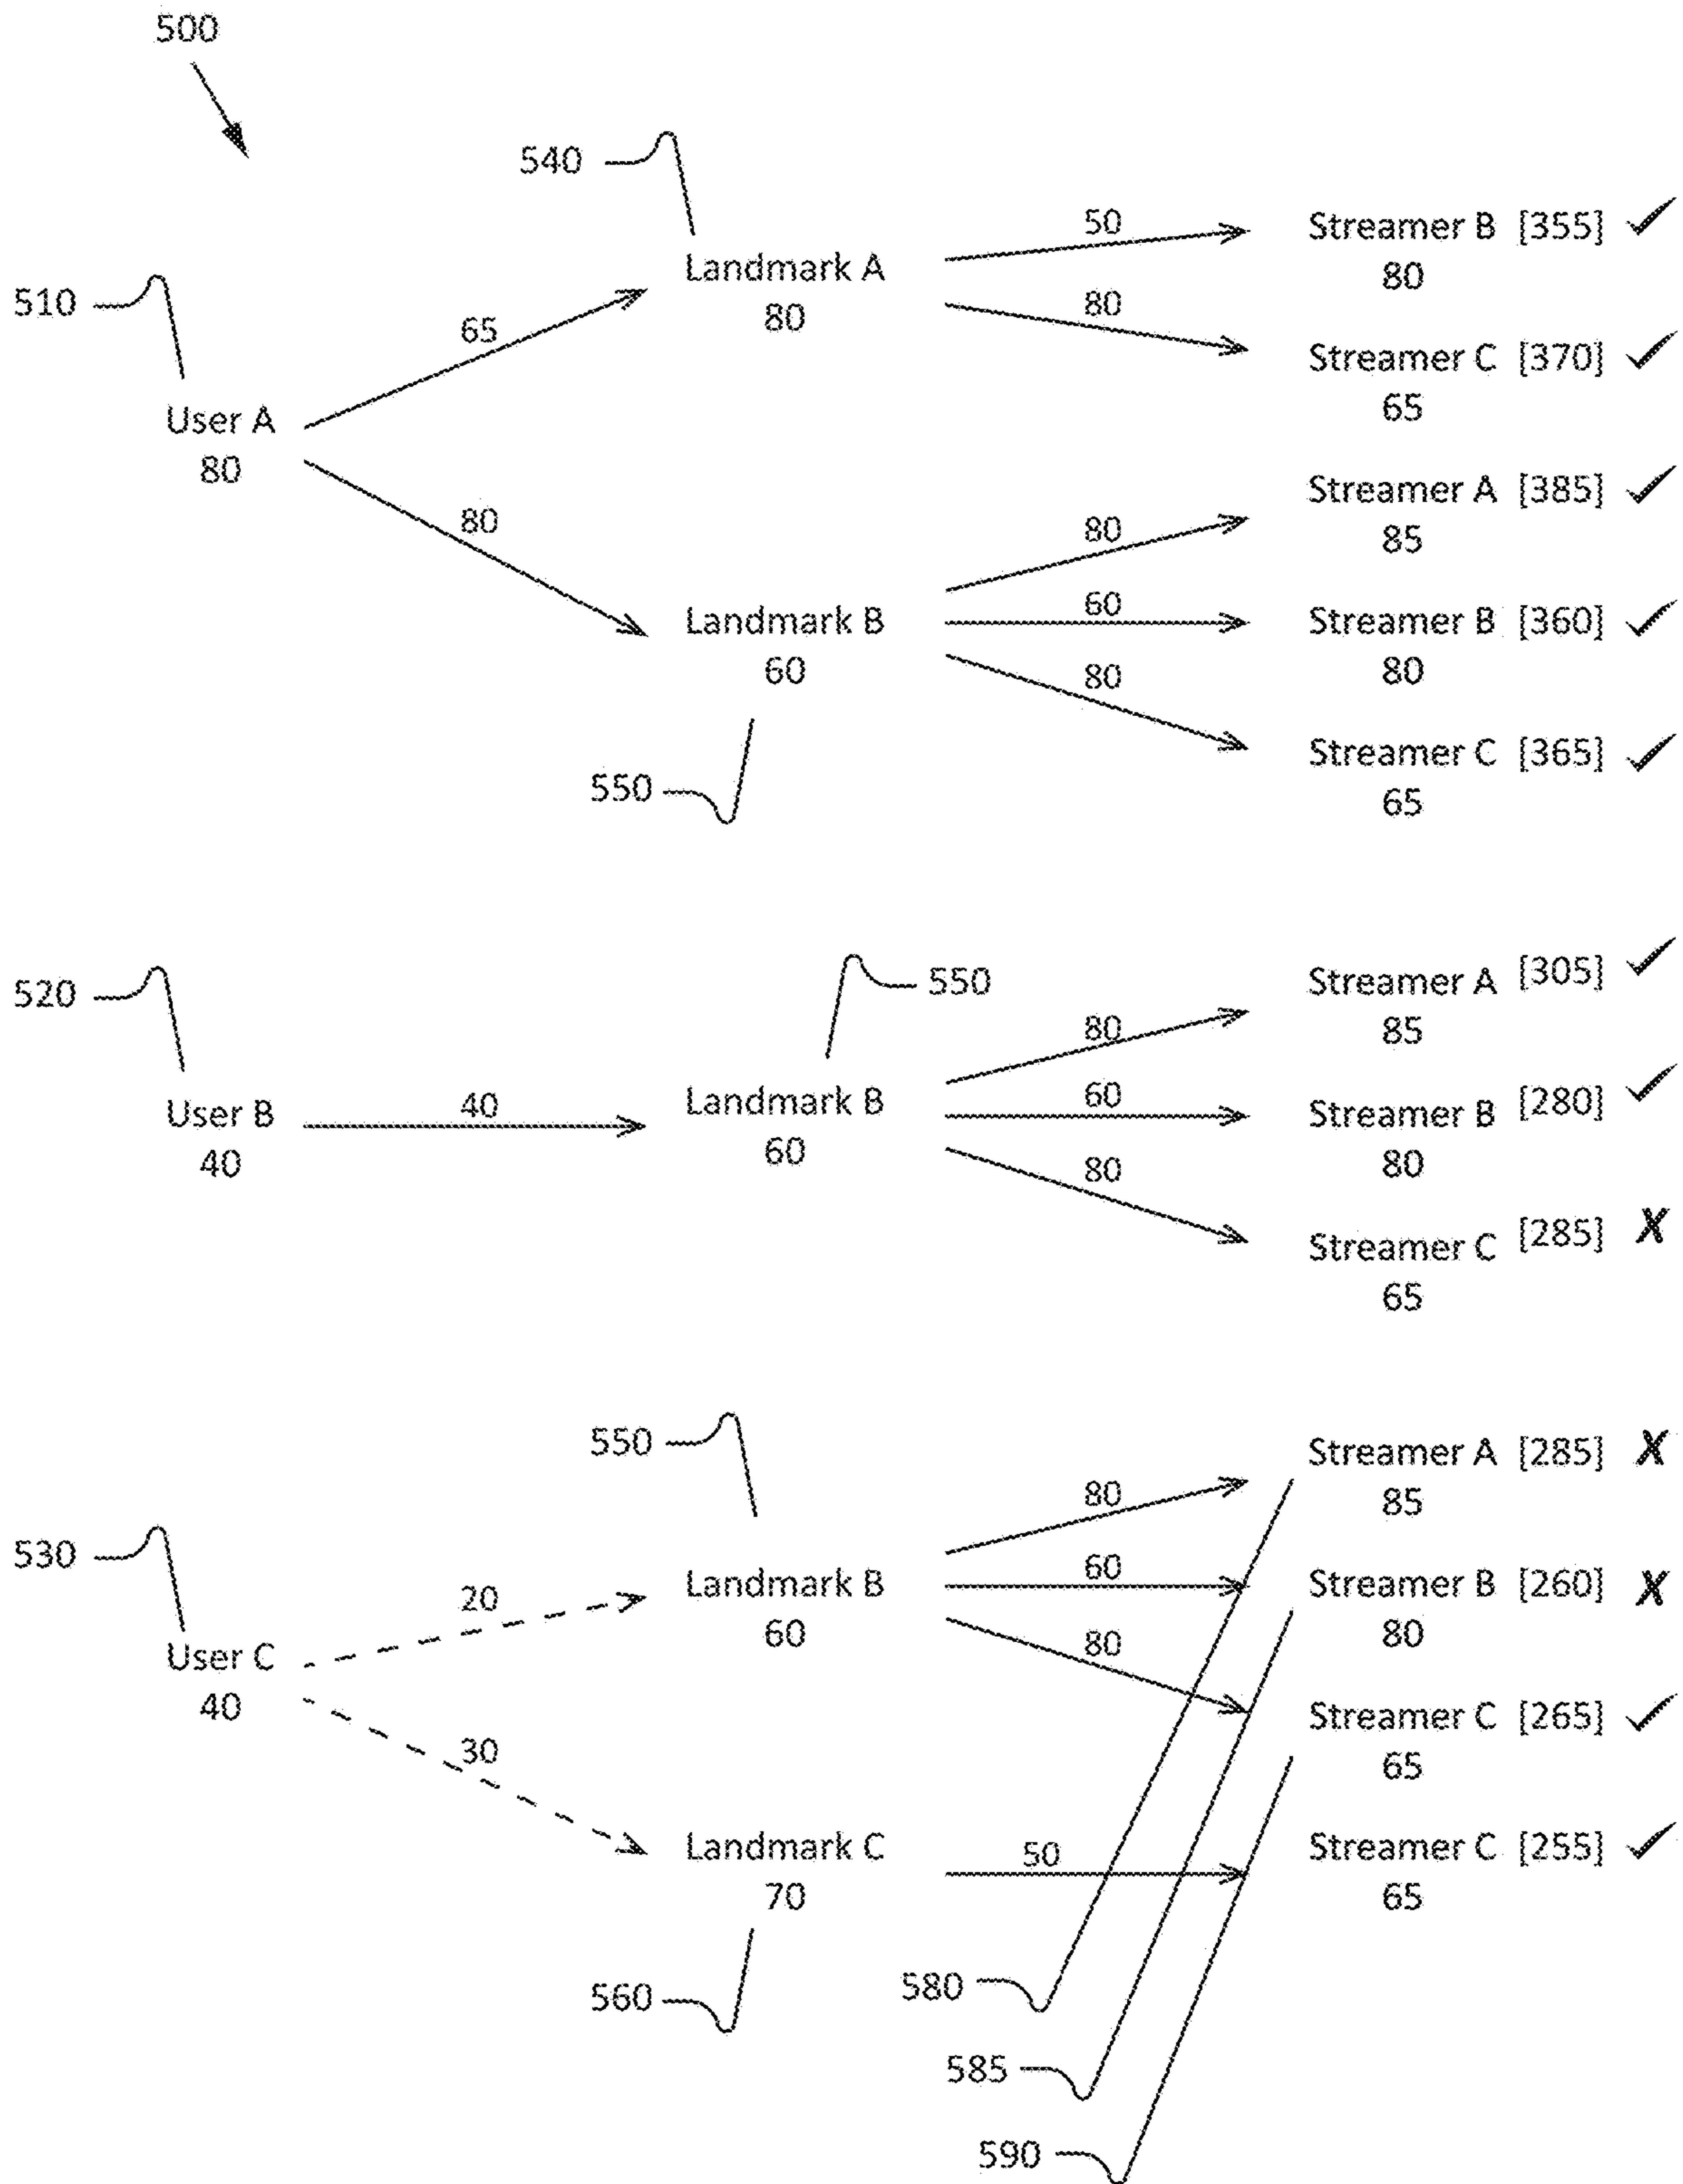 500
540
50
Streamer B [355] ✓
80
Landmark A
80
510
65
80
Streamer C [370] ✓
65
User A
80
80
Streamer A [385] ✓
85
80
Landmark B
60
60
Streamer B [360] ✓
80
80
550
Streamer C [365] ✓
65
520
550
Streamer A [305] ✓
85
80
User B
40
40
Landmark B
60
60
Streamer B [280] ✓
80
80
Streamer C [285] X
65
550
Streamer A [285] X
85
80
530
20
Landmark B
60
60
Streamer B [260] X
80
User C
40
80
Streamer C [265] ✓
65
30
Landmark C
70
50
Streamer C [255] ✓
65
560
580
585
590